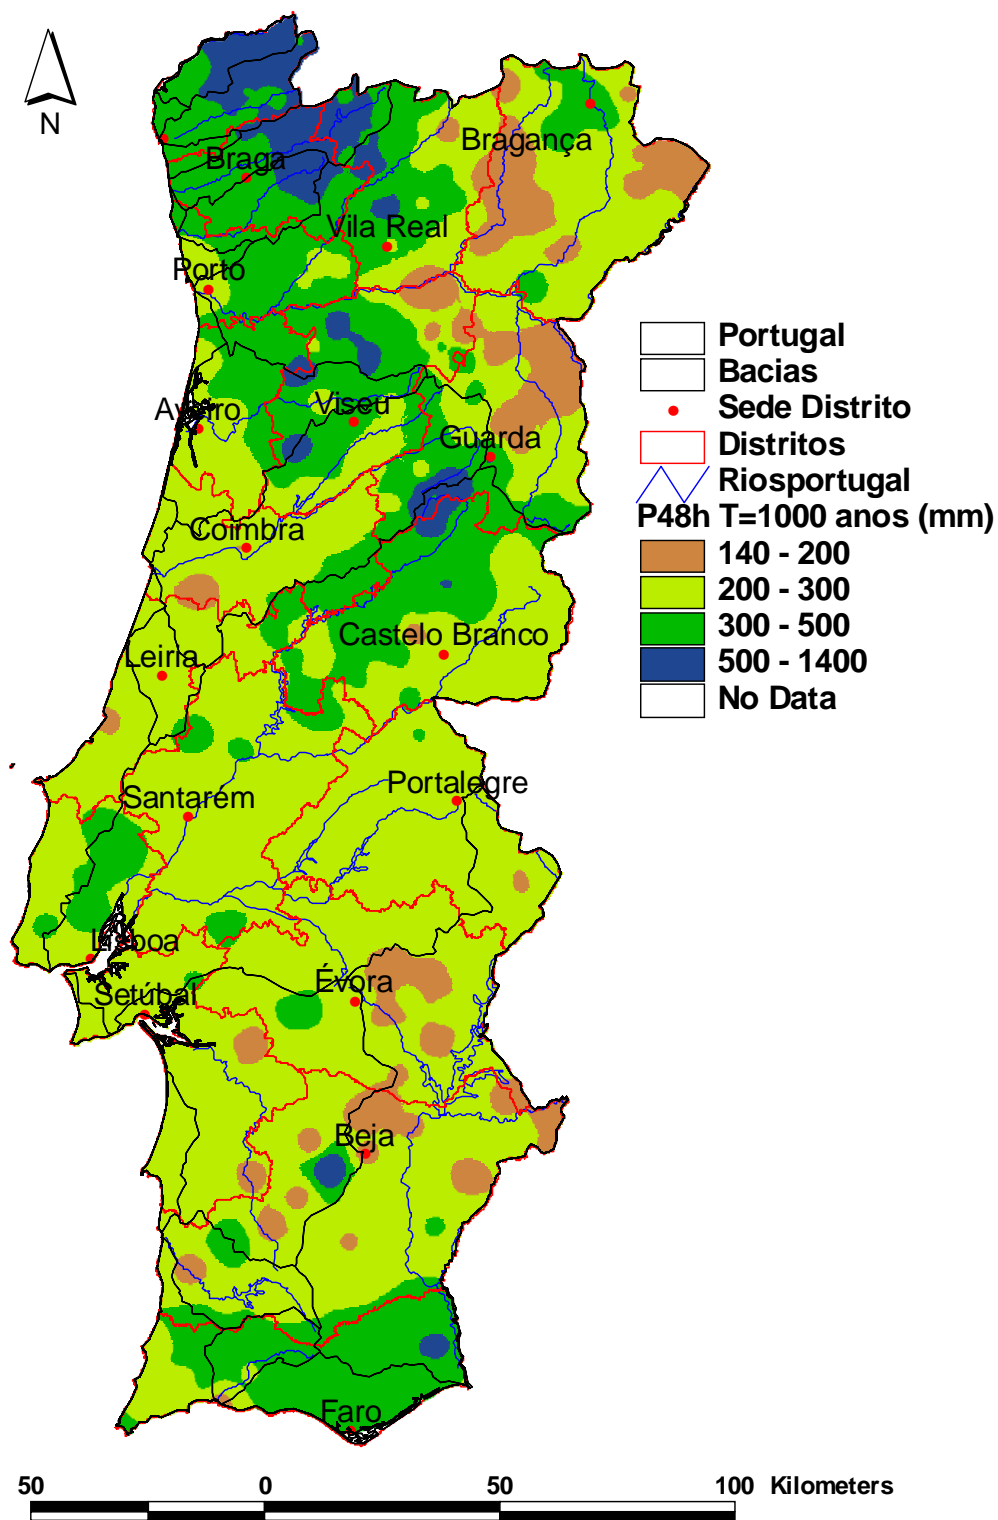 N
Bragança
Braga
Vila Real
Porto
Portugal
Bacias
Sede Distrito
Distritos
Riosportugal
P48h T=1000 anos (mm)
140 - 200
200 - 300
300 - 500
500 - 1400
No Data
Aveiro
Viseu
Guarda
Coimbra
Castelo Branco
Leiria
Portalegre
Santarém
Lisboa
Setúbal
Évora
Beja
Faro
50 0 50 100 Kilometers